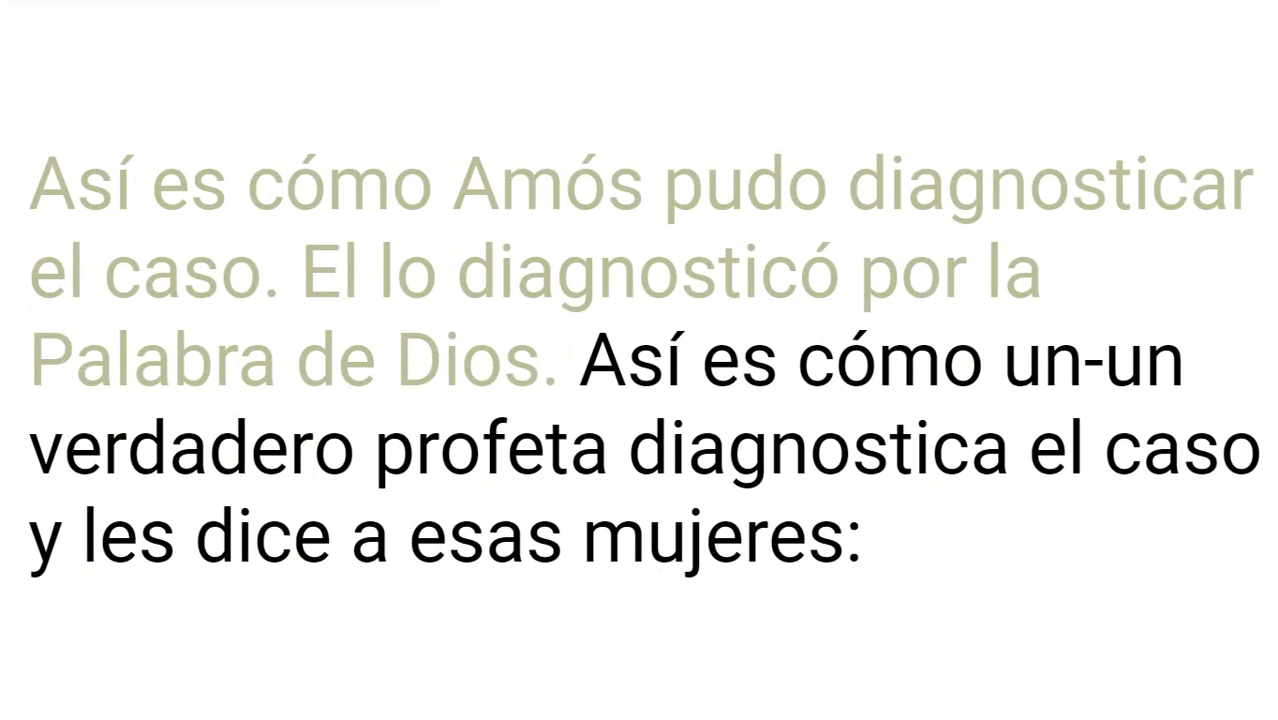 Así es cómo Amós pudo diagnosticar
el caso. El lo diagnosticó por la
Palabra de Dios. Así es cómo un-un
verdadero profeta diagnostica el caso
y les dice a esas mujeres: